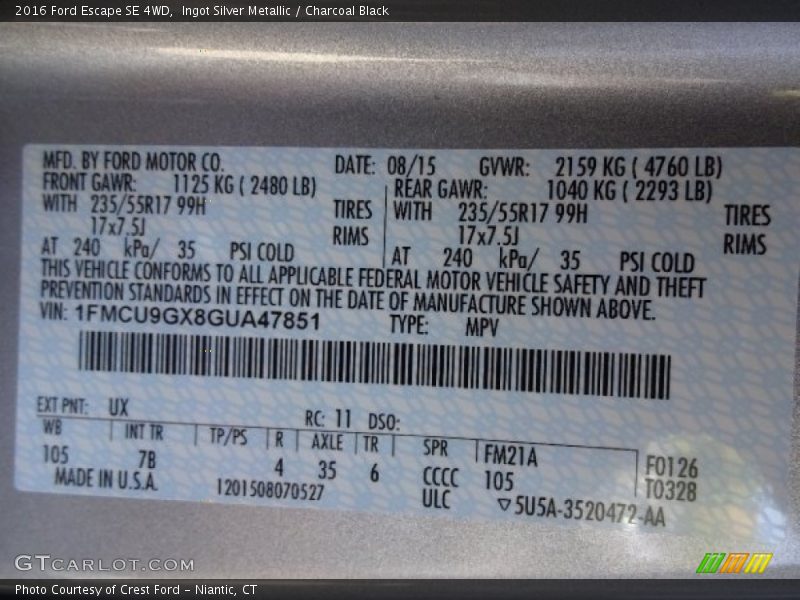 2016 Ford Escape SE 4WD,  Ingot Silver Metallic / Charcoal Black
MFD. BY FORD MOTOR CO. DATE: 08/15 GVWR: 2159 KG ( 4760 LB)
FRONT GAWR: 1125 KG ( 2480 LB) REAR GAWR: 1040 KG ( 2293 LB)
WITH 235/55R17 99H TIRES WITH 235/55R17 99H TIRES
17x7.5J RIMS 17x7.5J RIMS
AT 240 kPa/ 35 PSI COLD AT 240 kPa/ 35 PSI COLD
THIS VEHICLE CONFORMS TO ALL APPLICABLE FEDERAL MOTOR VEHICLE SAFETY AND THEFT
PREVENTION STANDARDS IN EFFECT ON THE DATE OF MANUFACTURE SHOWN ABOVE.
VIN: 1FMCU9GX8GUA47851 TYPE: MPV
EXT PNT: UX RC: 11 DSO:
WB INT TR TP/PS R AXLE TR SPR FM21A F0126
105 7B 4 35 6 CCCC 105 T0328
MADE IN U.S.A. 1201508070527 ULC ▽5U5A-3520472-AA
GTCARLOT.COM
Photo Courtesy of Crest Ford – Niantic, CT